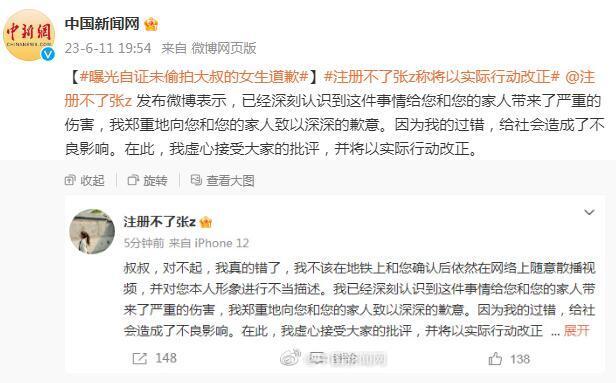 中新網
CHINANEWS.COM
中国新闻网
23-6-11 19:54 来自 微博网页版
【#曝光自证未偷拍大叔的女生道歉#】#注册不了张z称将以实际行动改正# @注
册不了张z 发布微博表示，已经深刻认识到这件事情给您和您的家人带来了严重的
伤害，我郑重地向您和您的家人致以深深的歉意。因为我的过错，给社会造成了不
良影响。在此，我虚心接受大家的批评，并将以实际行动改正。
收起 旋转 查看大图
注册不了张z
5分钟前 来自 iPhone 12
叔叔，对不起，我真的错了，我不该在地铁上和您确认后依然在网络上随意散播视
频，并对您本人形象进行不当描述。我已经深刻认识到这件事情给您和您的家人带
来了严重的伤害，我郑重地向您和您的家人致以深深的歉意。因为我的过错，给社
会造成了不良影响。在此，我虚心接受大家的批评，并将以实际行动改正 ... 展开
148 138